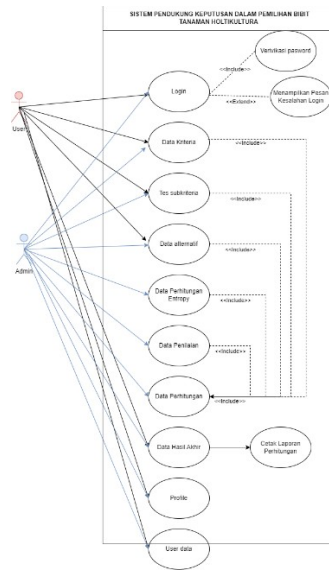 SISTEM PENDUKUNG KEPUTUSAN DALAM PEMILIHAN BIBIT
TANAMAN HOLTIKULTURA
Verivikasi pasword
<<Include>>
Login
<<Extend>>
Menampilkan Pesan
Kesalahan Login
User
Data Kriteria
<<Include>>
Tes subkriteria
<<Include>>
Admin
Data alternatif
<<Include>>
Data Perhitungan
Entropy
<<Include>>
Data Penilaian
<<Include>>
Data Perhitungan
<<Include>>
Data Hasil Akhir
Cetak Laporan
Perhitungan
Profile
User data